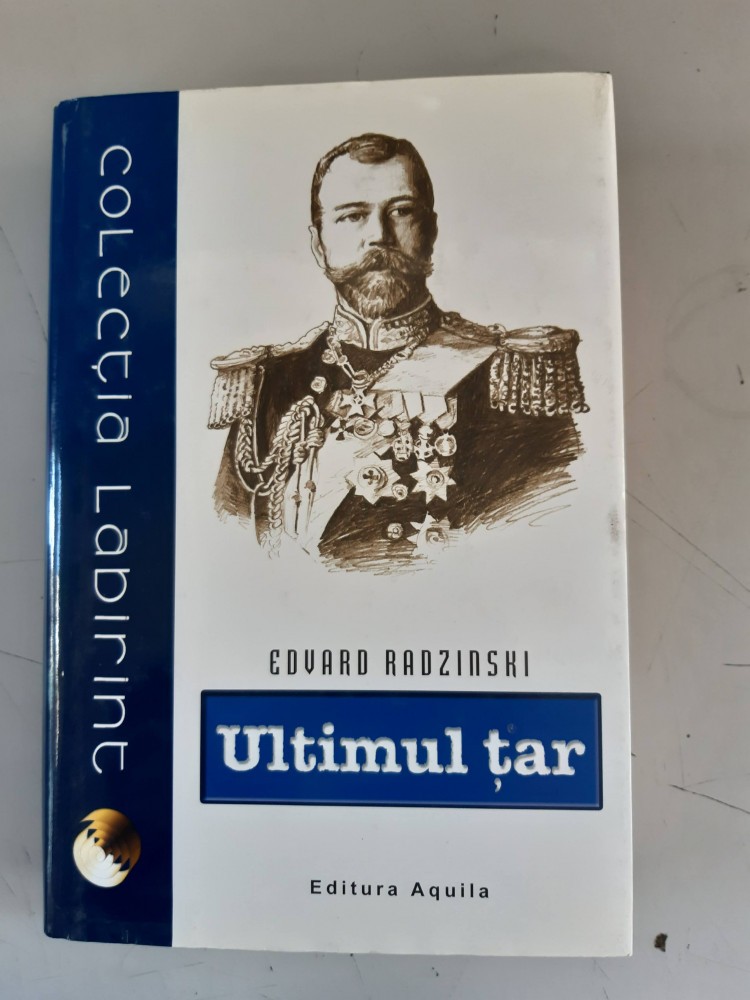 colecția labirint
EDVARD RADZINSKI
Ultimul țar
Editura Aquila